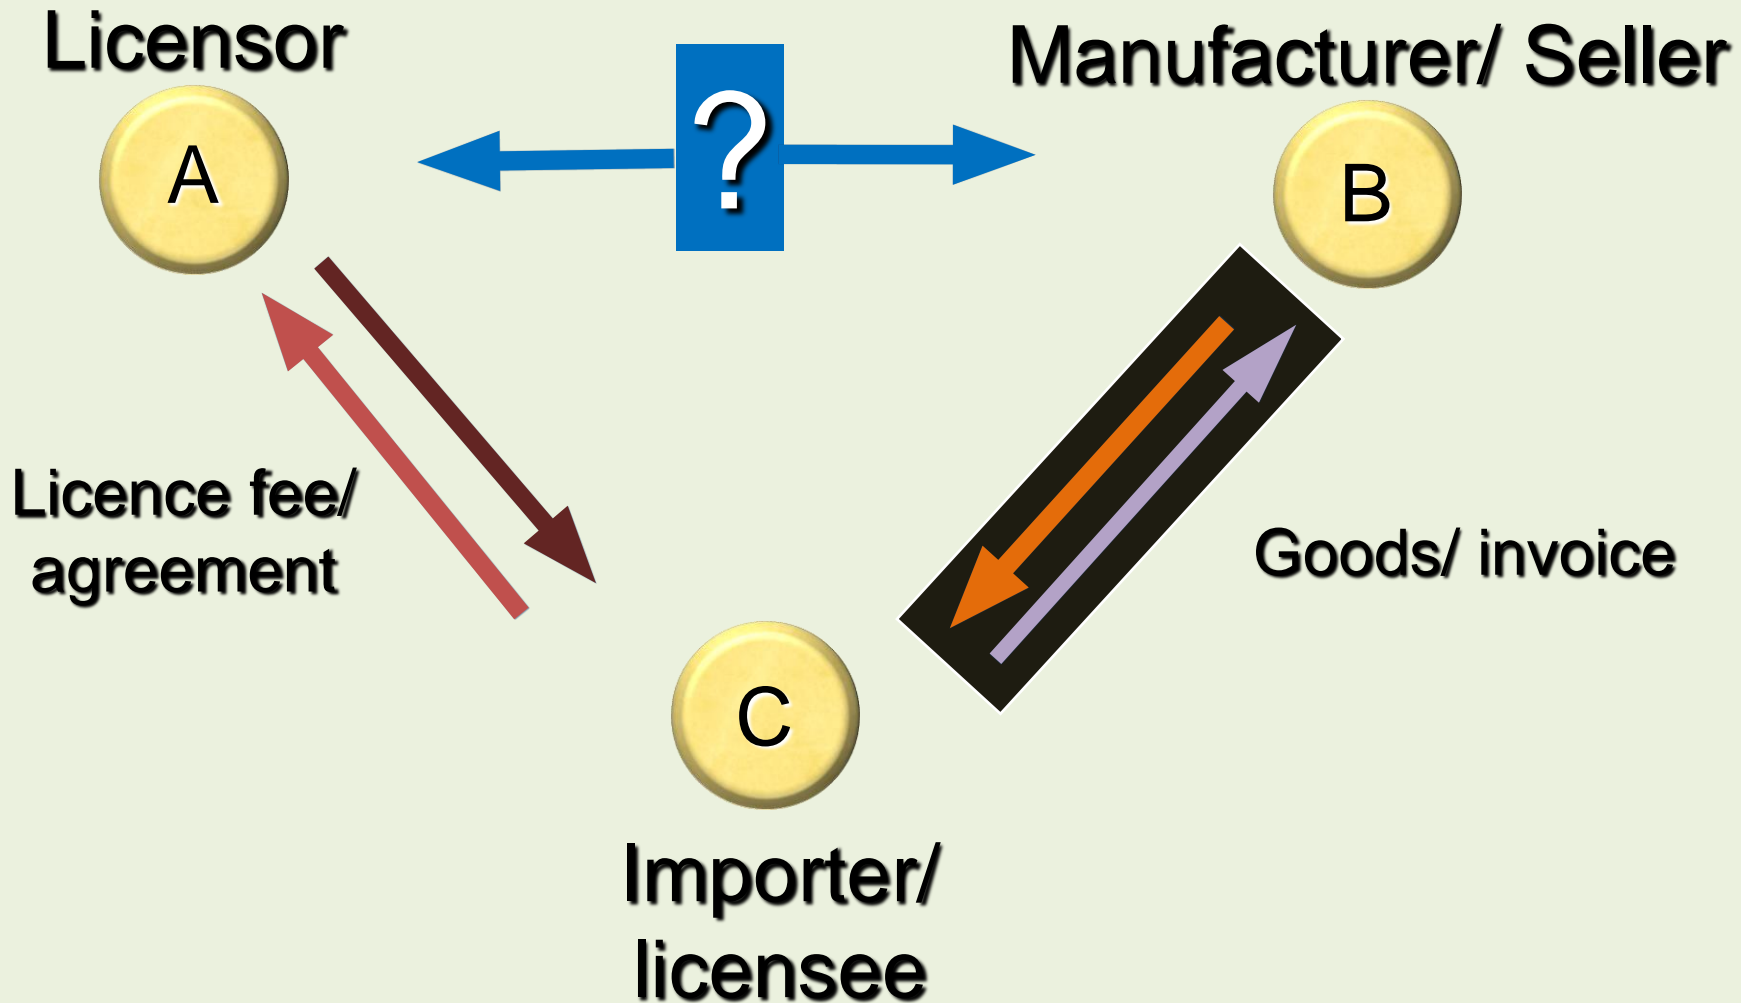 Licensor
Manufacturer/ Seller
?
A
B
Licence fee/
agreement
Goods/ invoice
C
Importer/
licensee